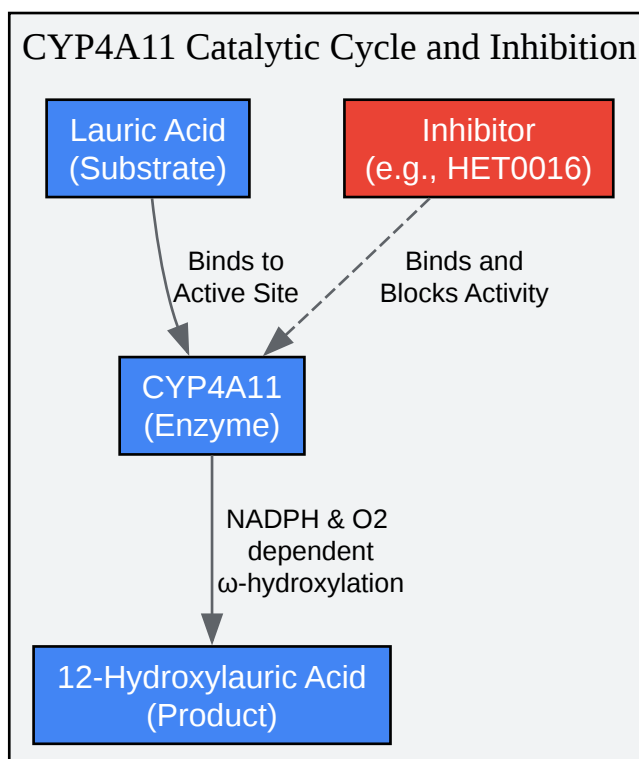 CYP4A11 Catalytic Cycle and Inhibition
Lauric Acid
(Substrate)
Inhibitor
(e.g., HET0016)
Binds to
Active Site
Binds and
Blocks Activity
CYP4A11
(Enzyme)
NADPH & O2
dependent
ω-hydroxylation
12-Hydroxylauric Acid
(Product)